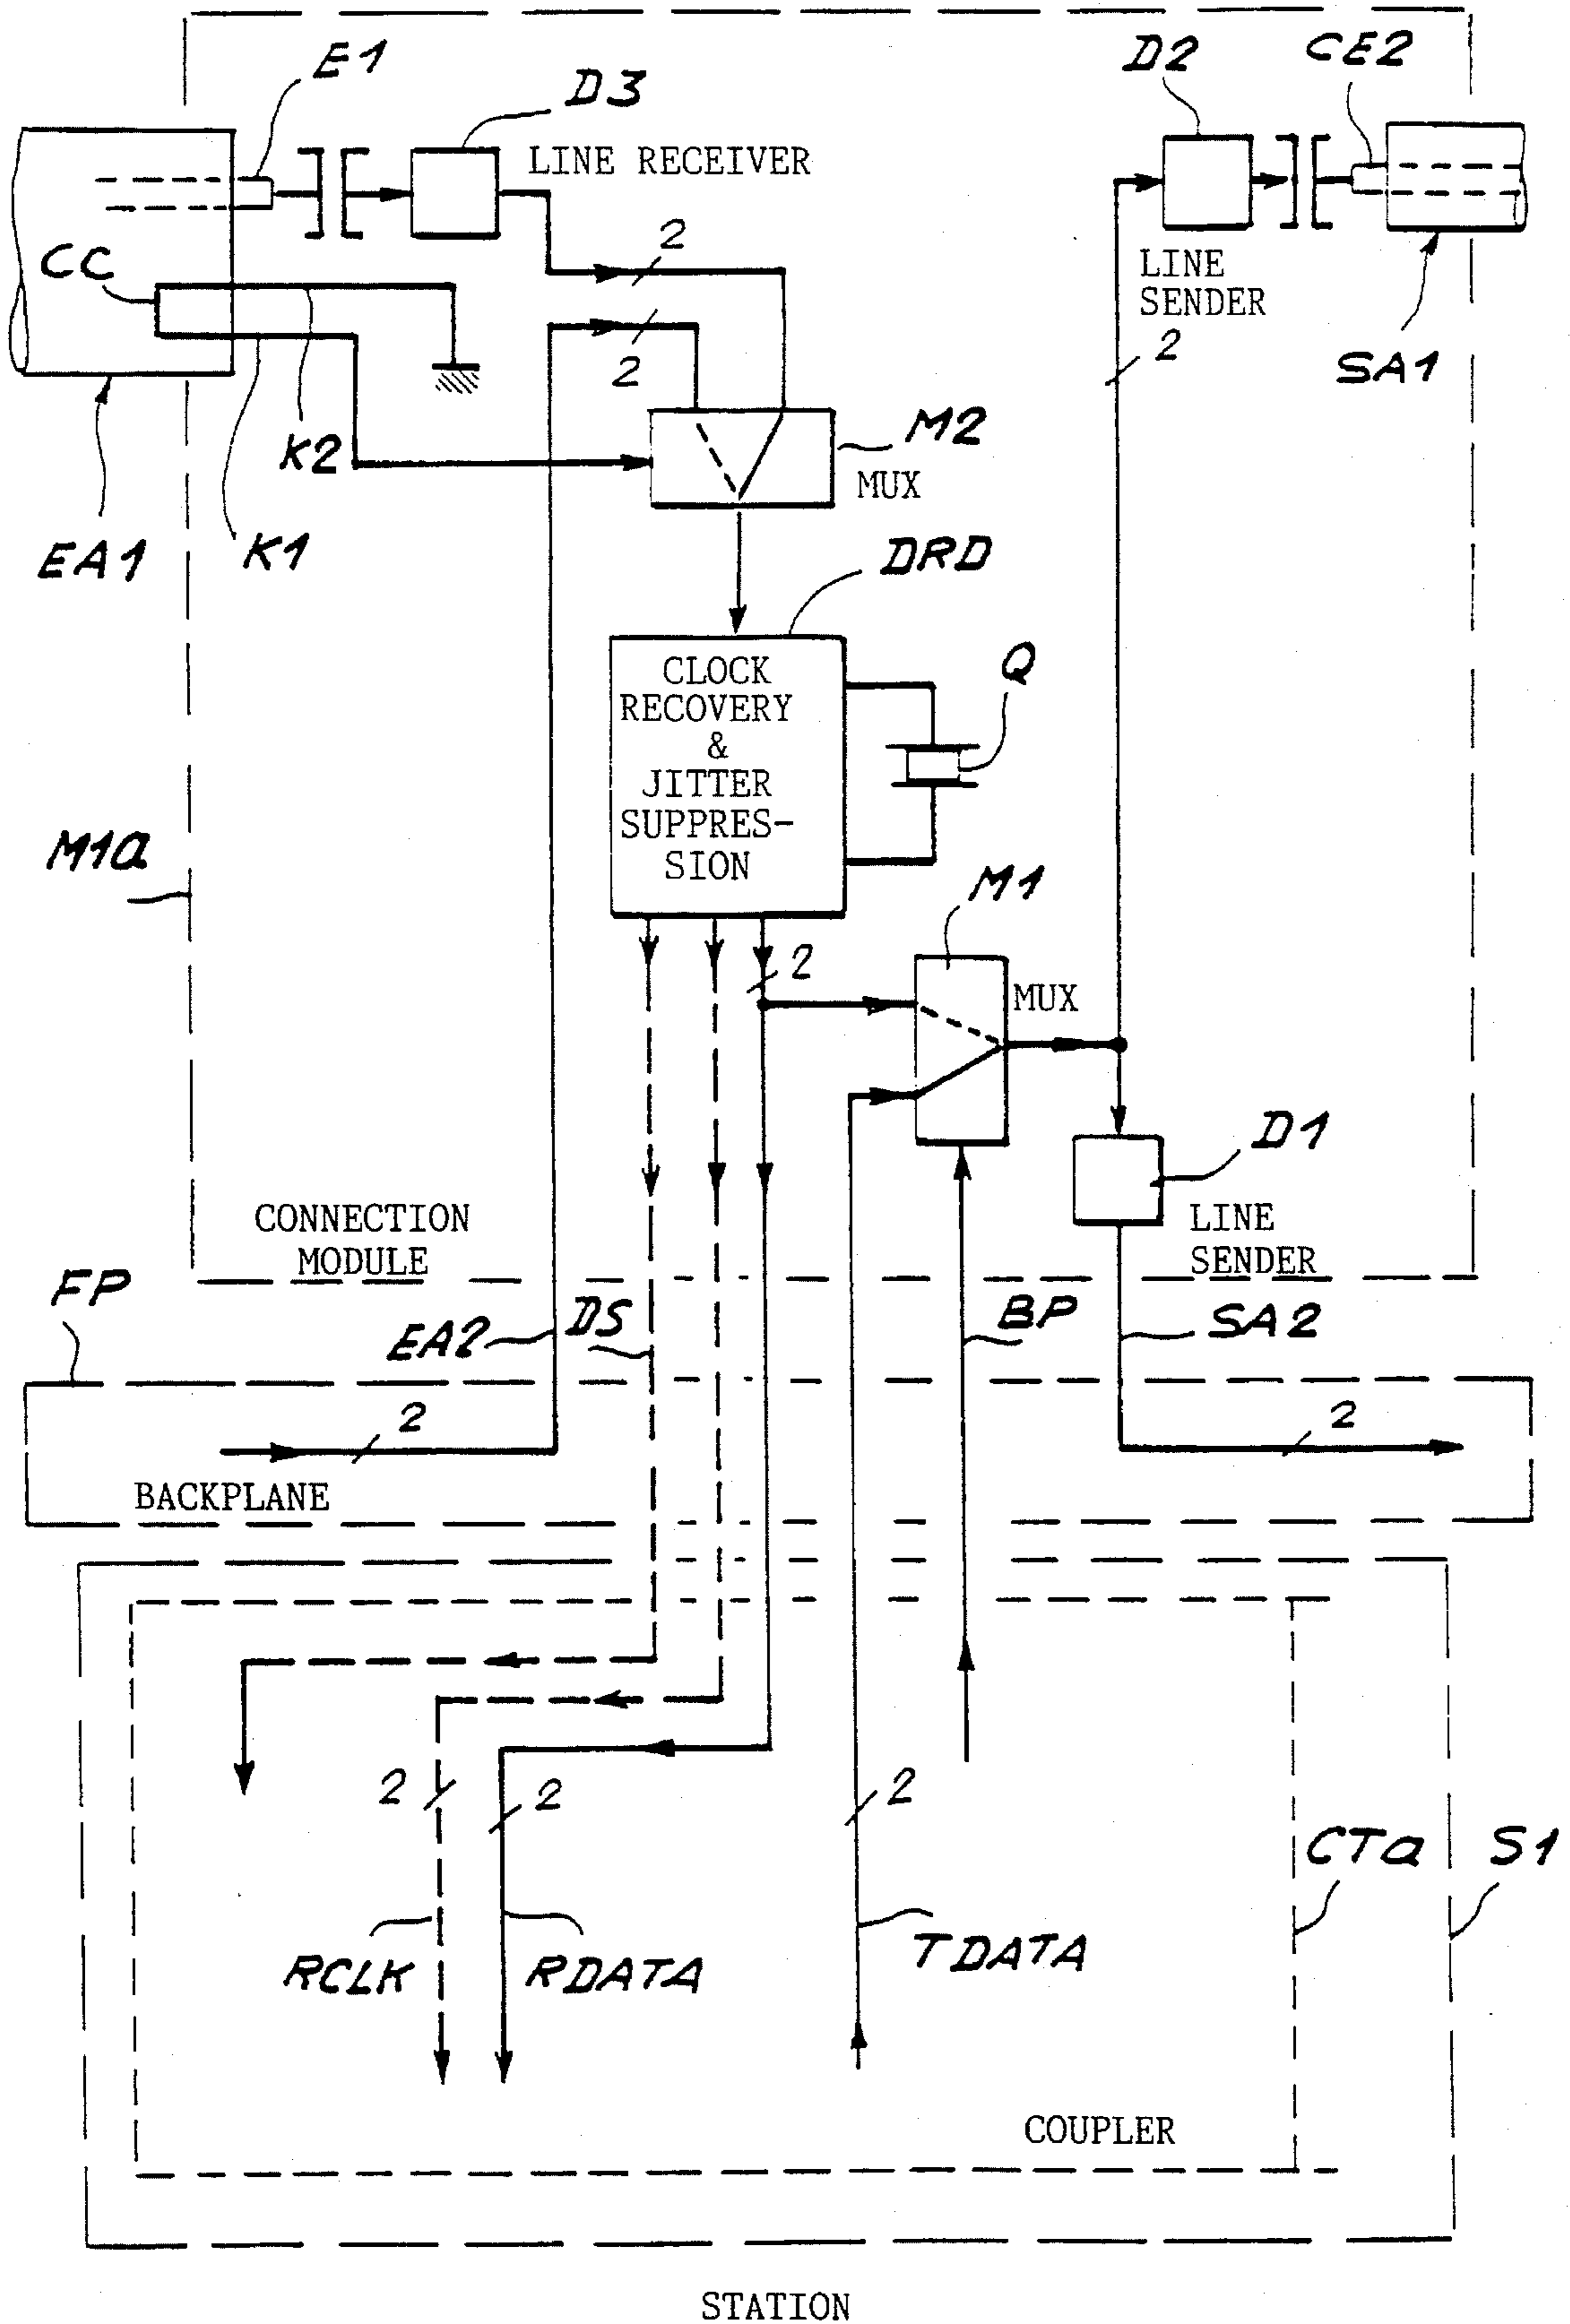 E1
D3
D2
CE2
LINE RECEIVER
CC
2
LINE
SENDER
2
2
SA1
K2
M2
MUX
EA1
K1
DRD
Q
CLOCK
RECOVERY
&
JITTER
SUPPRES-
SION
M1a
M1
2
MUX
D1
CONNECTION
MODULE
LINE
SENDER
FP
EA2
DS
BP
SA2
2
2
BACKPLANE
2
2
2
CTa
S1
RCLK
RDATA
TDATA
COUPLER
STATION